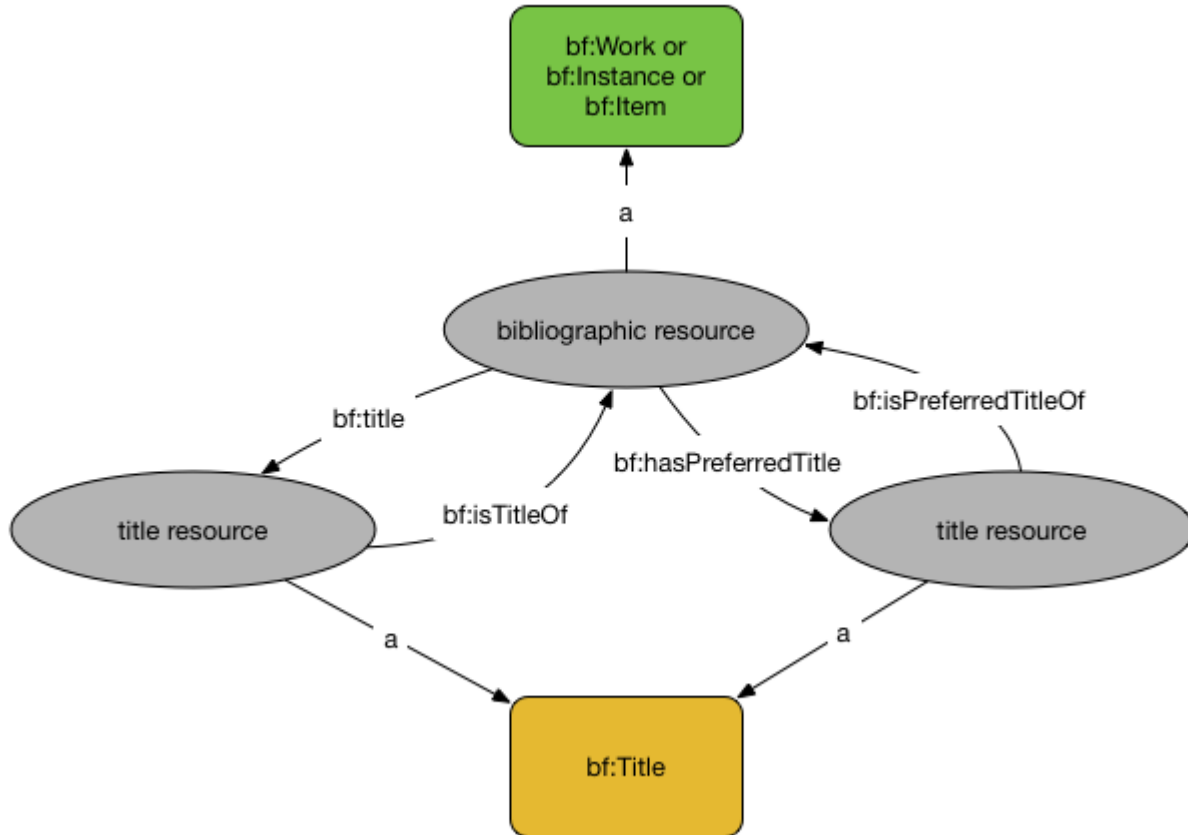 bf:Work or
bf:Instance or
bf:Item
a
bibliographic resource
bf:isPreferredTitleOf
bf:title
bf:hasPreferredTitle
bf:isTitleOf
title resource
title resource
a
a
bf:Title